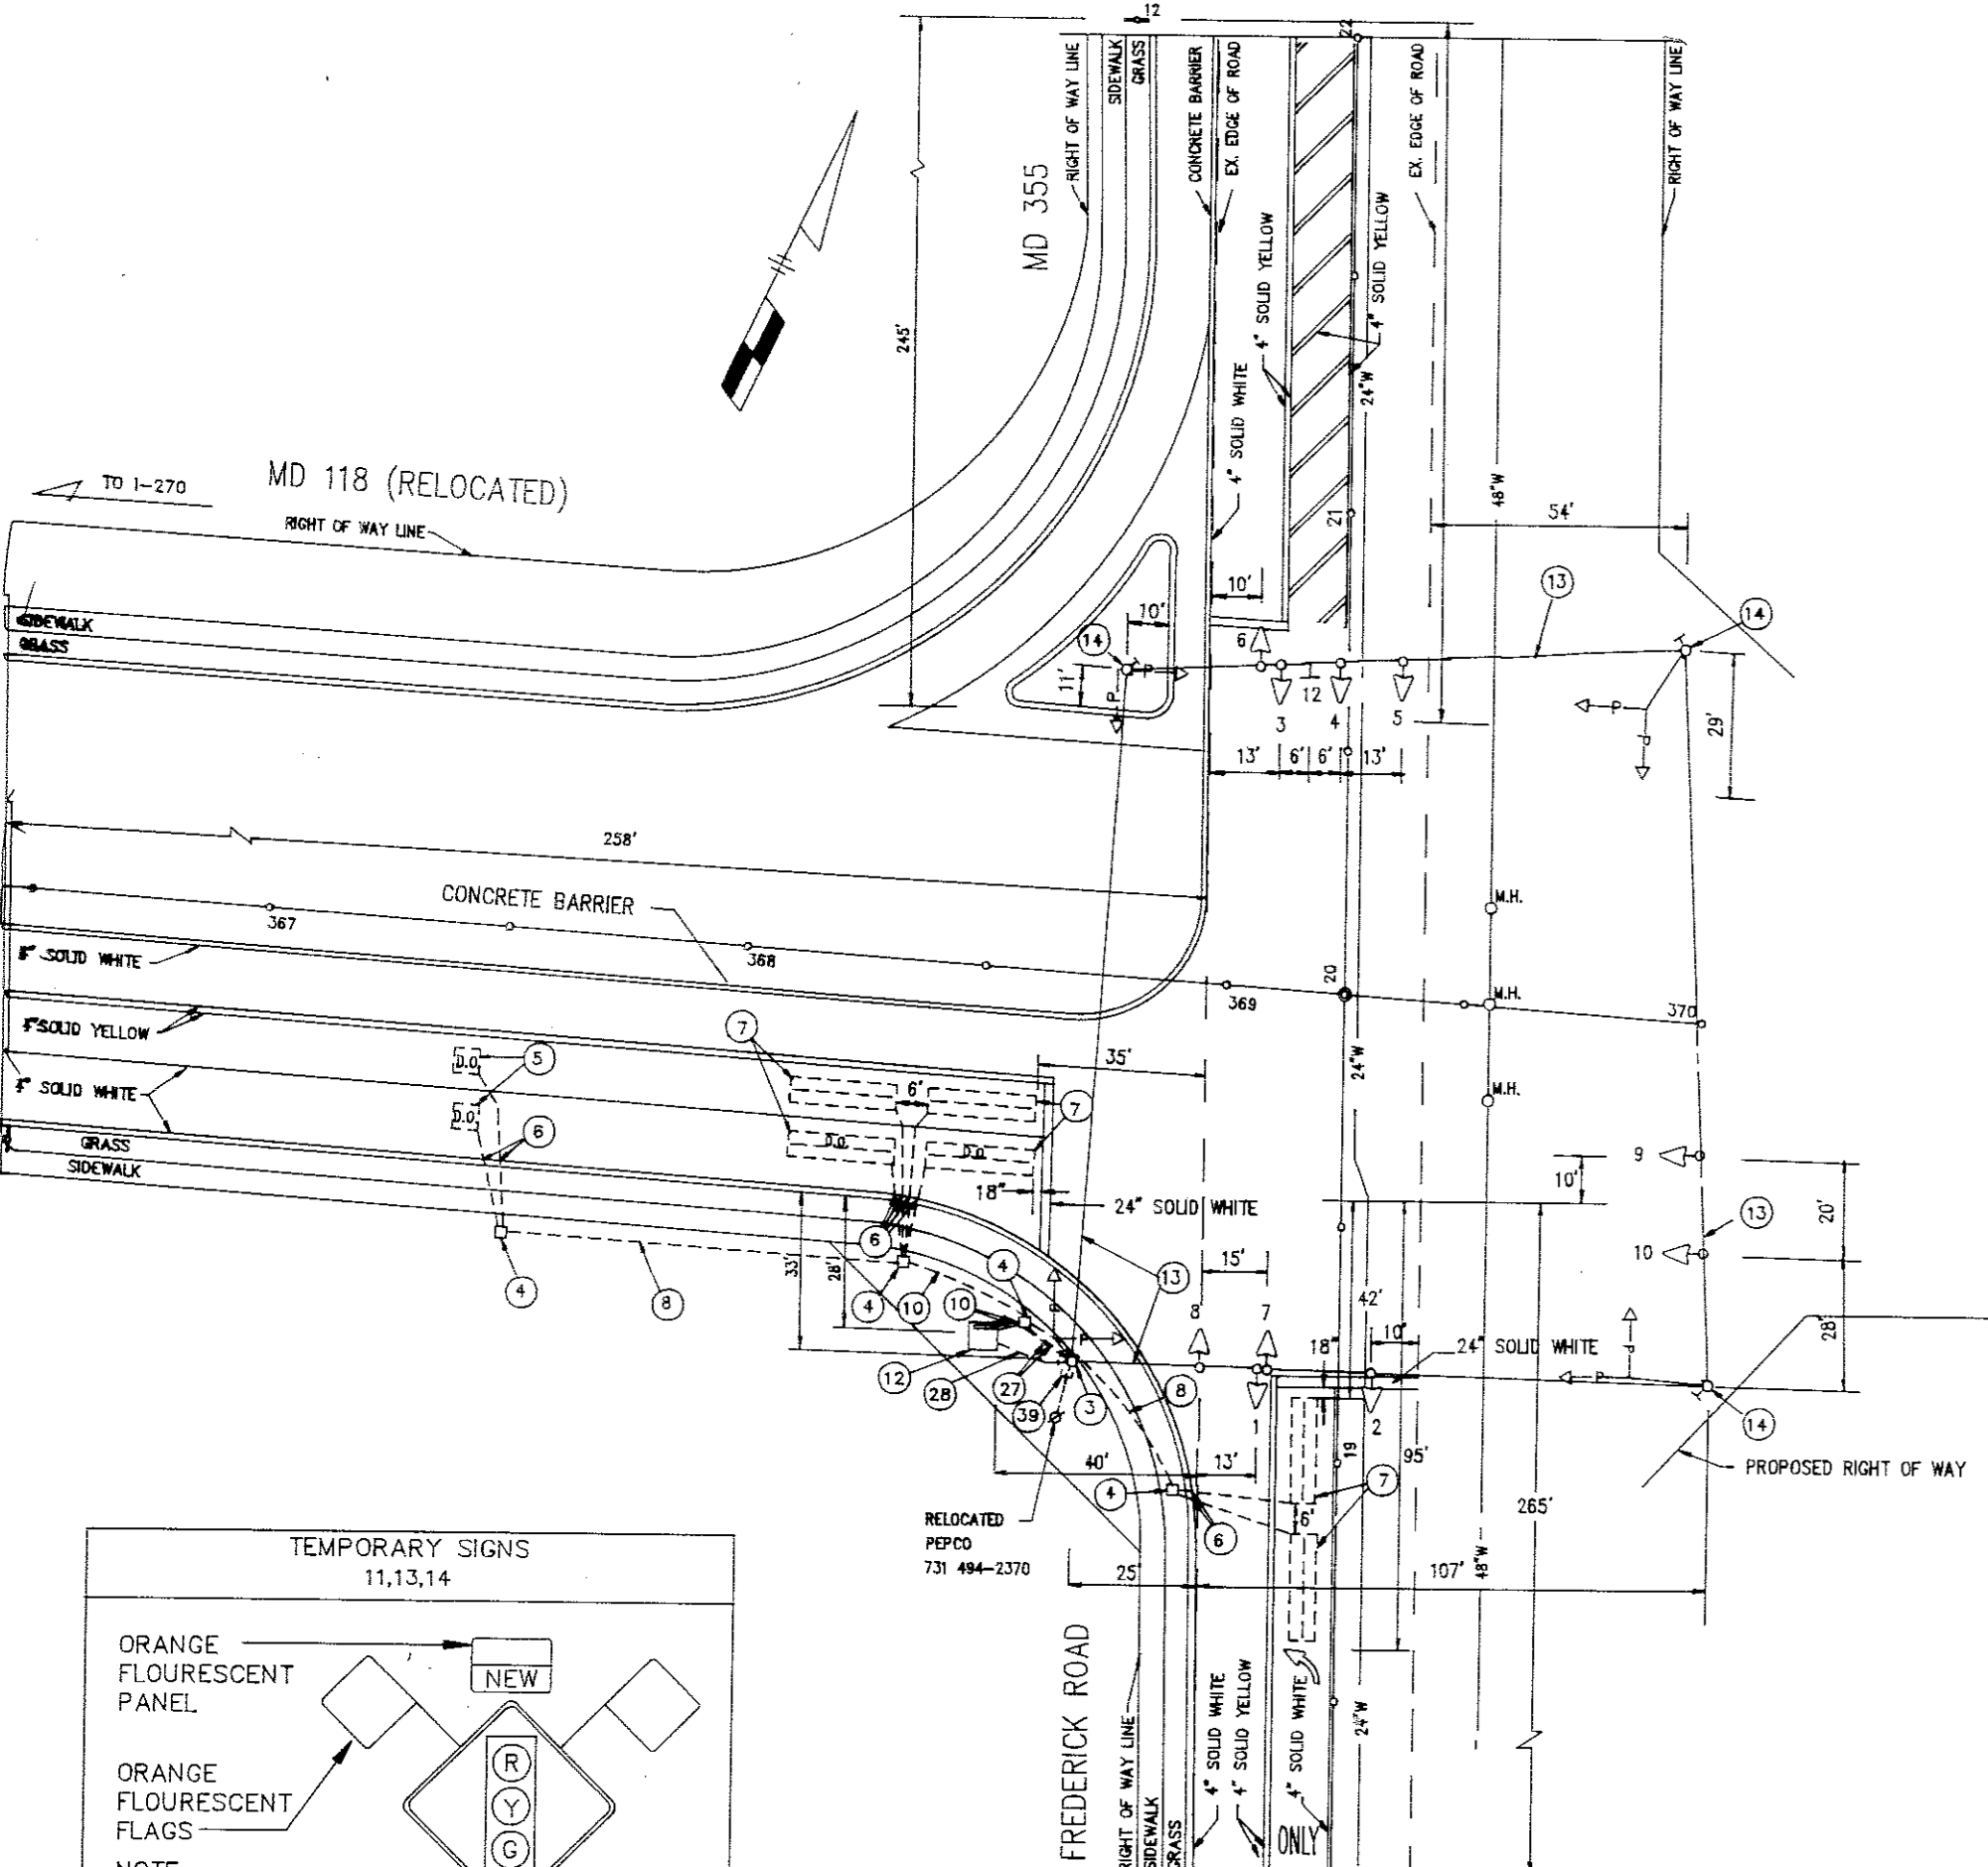 12
22
SIDEWALK
GRASS
RIGHT OF WAY LINE
CONCRETE BARRIER
EX. EDGE OF ROAD
EX. EDGE OF ROAD
RIGHT OF WAY LINE
MD 355
4" SOLID YELLOW
4" SOLID YELLOW
4" SOLID WHITE
24"W
48"W
245'
TO I-270
MD 118 (RELOCATED)
RIGHT OF WAY LINE
21
54'
13
14
10'
10'
14
6
11'
P
P
P
P
SIDEWALK
GRASS
12
3
4
5
29'
13'
6'
6'
13'
258'
CONCRETE BARRIER
M.H.
367
368
369
20
M.H.
370
SOLID WHITE
SOLID YELLOW
SOLID WHITE
7
5
D.O.
D.O.
35'
24"W
M.H.
6'
7
6
D.O.
D.O.
GRASS
SIDEWALK
9
10'
18"
24" SOLID WHITE
13
20'
6
10
33'
28'
4
15'
13
4
8
4
10
10
8
7
42'
10'
28'
P
P
P
P
18"
24" SOLID WHITE
12
28
27
39
3
8
1
2
14
19
95'
40'
13'
4
7
PROPOSED RIGHT OF WAY
RELOCATED
PEPCO
731 494-2370
6'
6
265'
25'
107'
48"W
TEMPORARY SIGNS
11,13,14
ORANGE
FLOURESCENT
PANEL
NEW
ORANGE
FLOURESCENT
FLAGS
R
Y
G
NOTE
FREDERICK ROAD
RIGHT OF WAY LINE
SIDEWALK
GRASS
4" SOLID WHITE
4" SOLID YELLOW
4" SOLID WHITE
24"W
ONLY